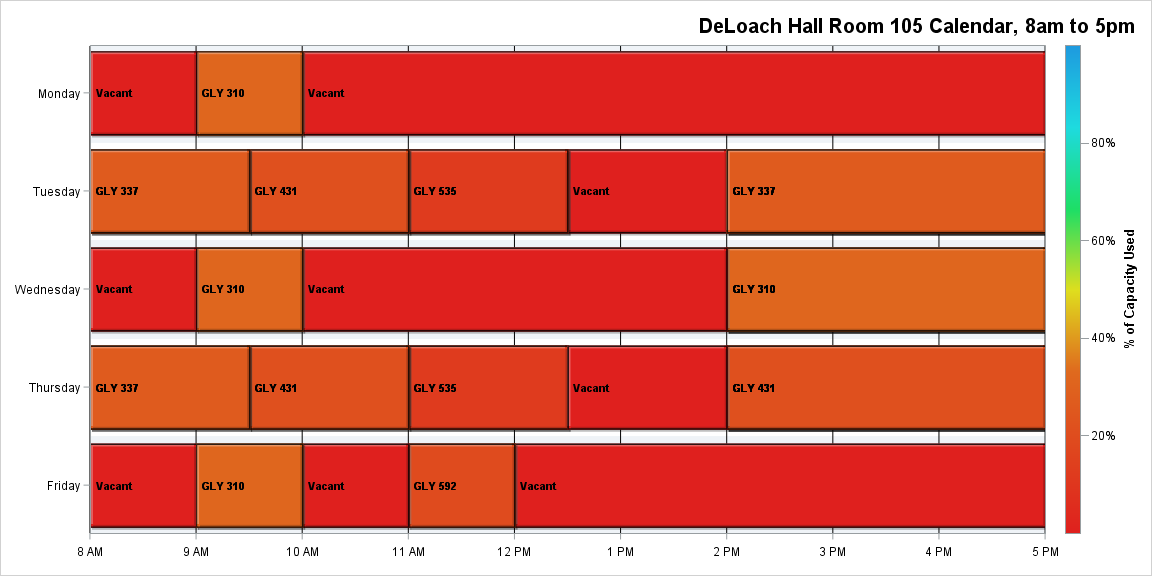 DeLoach Hall Room 105 Calendar, 8am to 5pm
Monday
Vacant
GLY 310
Vacant
Tuesday
GLY 337
GLY 431
GLY 535
Vacant
GLY 337
Wednesday
Vacant
GLY 310
Vacant
GLY 310
Thursday
GLY 337
GLY 431
GLY 535
Vacant
GLY 431
Friday
Vacant
GLY 310
Vacant
GLY 592
Vacant
8 AM
9 AM
10 AM
11 AM
12 PM
1 PM
2 PM
3 PM
4 PM
5 PM
80%
60%
40%
20%
% of Capacity Used